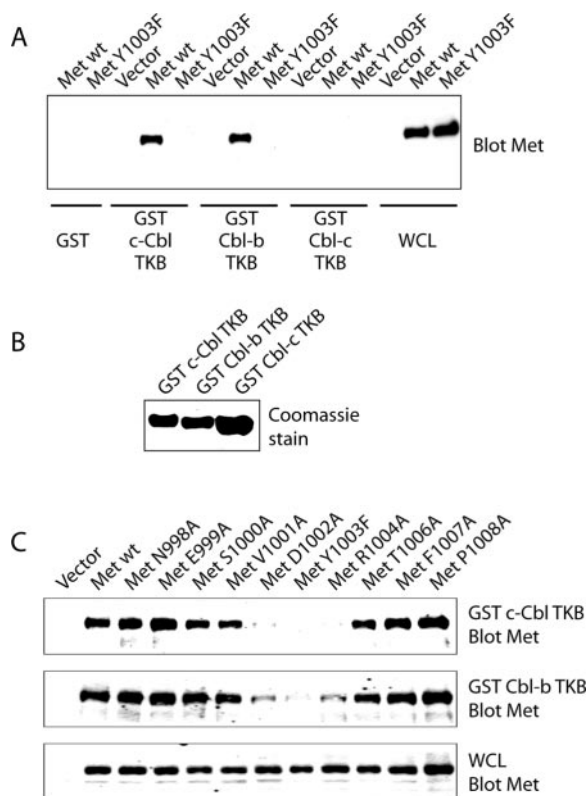 A
Met wt
Met Y1003F
Vector
Met wt
Met Y1003F
Vector
Met wt
Met Y1003F
Vector
Met wt
Met Y1003F
Vector
Met wt
Met Y1003F
Blot Met
GST
GST
c-Cbl
TKB
GST
Cbl-b
TKB
GST
Cbl-c
TKB
WCL
B
GST c-Cbl TKB
GST Cbl-b TKB
GST Cbl-c TKB
Coomassie
stain
C
Vector
Met wt
Met N998A
Met E999A
Met S1000A
Met V1001A
Met D1002A
Met Y1003F
Met R1004A
Met T1006A
Met F1007A
Met P1008A
GST c-Cbl TKB
Blot Met
GST Cbl-b TKB
Blot Met
WCL
Blot Met